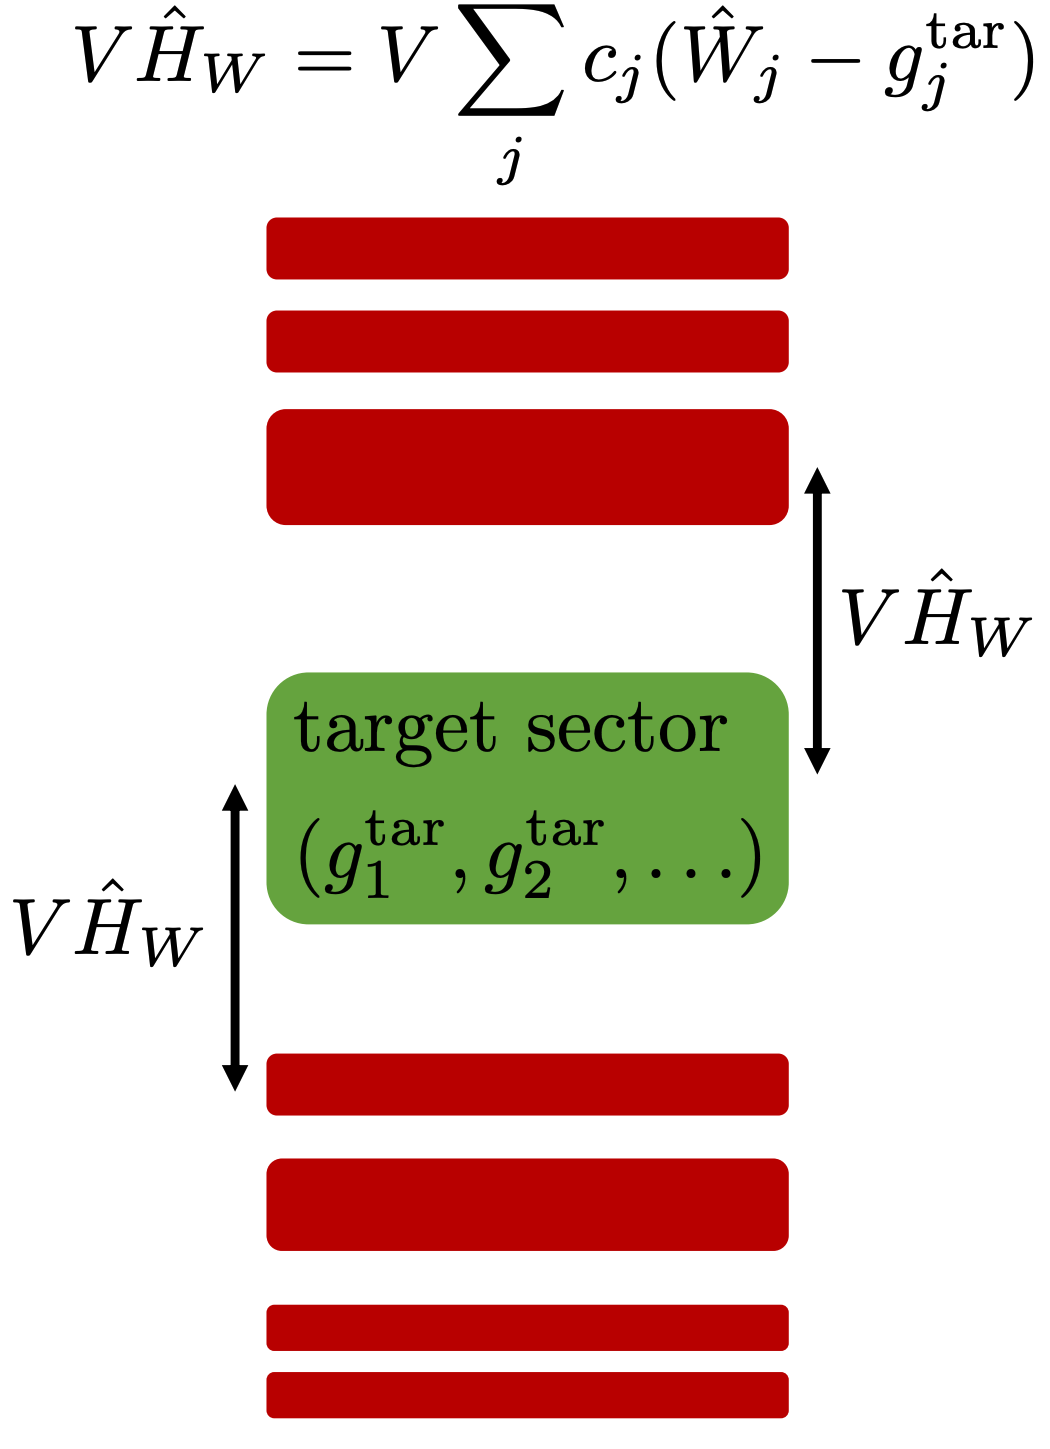 $V\hat{H}_W = V \sum_j c_j (\hat{W}_j - g_j^{\text{tar}})$
$V\hat{H}_W$
target sector
$(g_1^{\text{tar}}, g_2^{\text{tar}}, \ldots)$
$V\hat{H}_W$